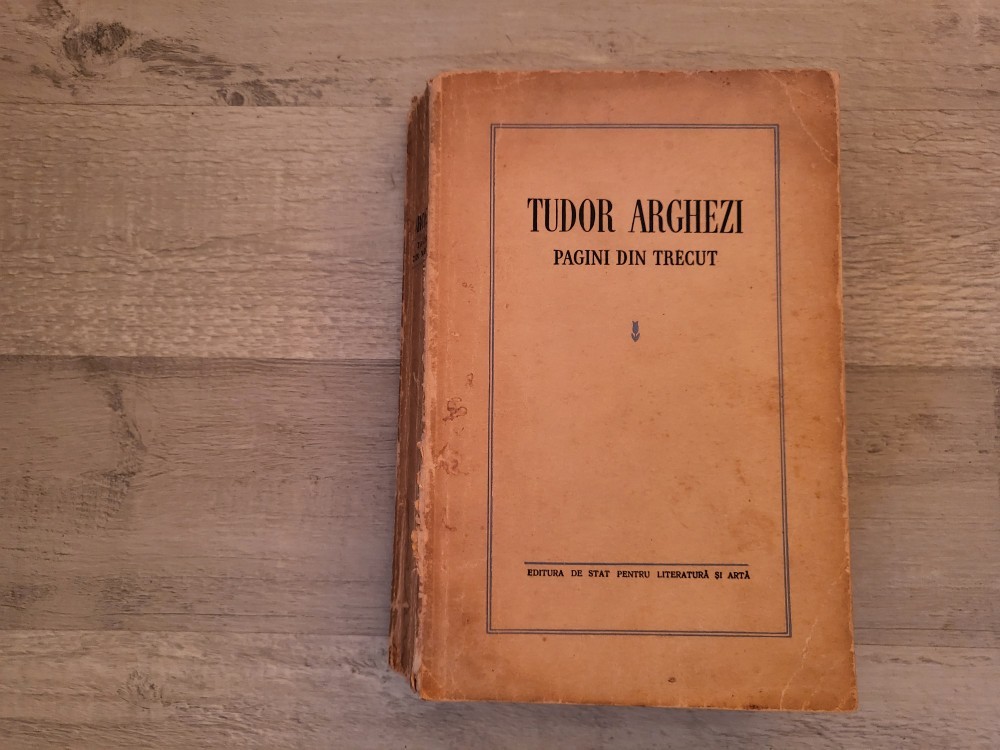 TUDOR ARGHEZI
PAGINI DIN TRECUT
EDITURA DE STAT PENTRU LITERATURĂ ȘI ARTĂ